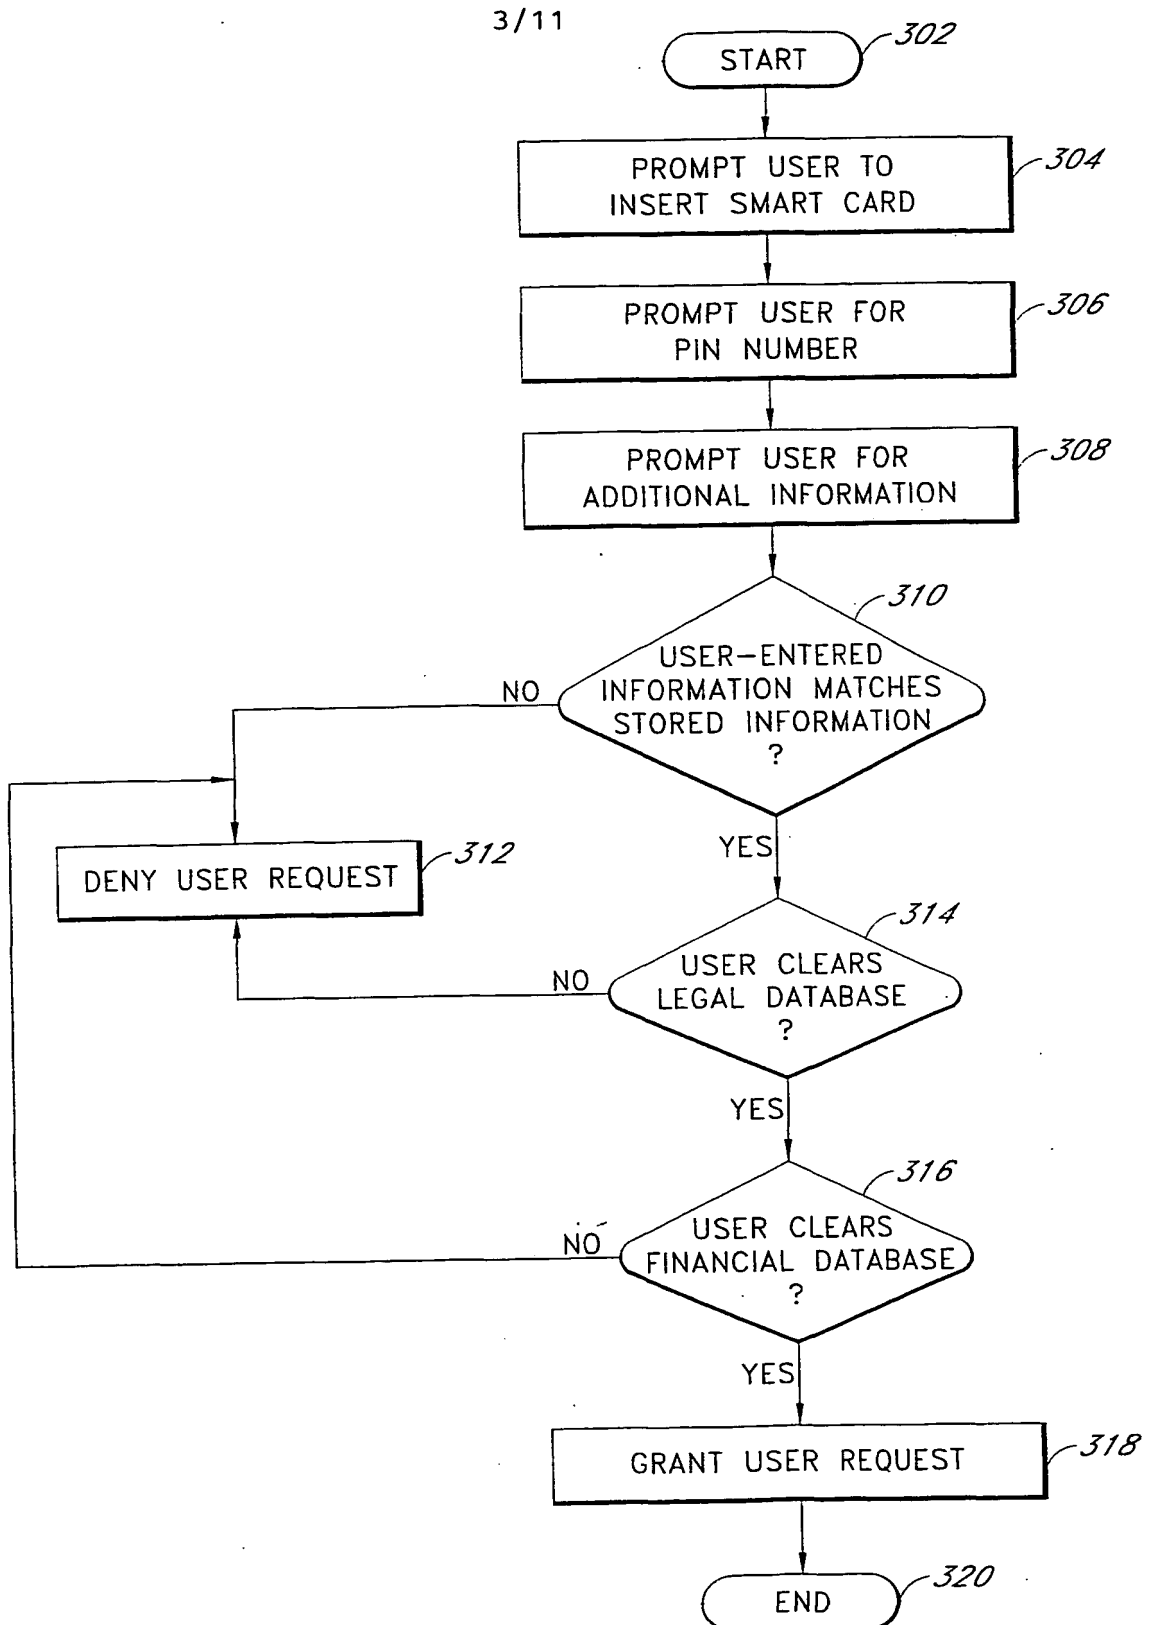 3/11
START
302
PROMPT USER TO
INSERT SMART CARD
304
PROMPT USER FOR
PIN NUMBER
306
PROMPT USER FOR
ADDITIONAL INFORMATION
308
310
USER-ENTERED
INFORMATION MATCHES
STORED INFORMATION
?
NO
YES
DENY USER REQUEST
312
314
USER CLEARS
LEGAL DATABASE
?
NO
YES
316
USER CLEARS
FINANCIAL DATABASE
?
NO
YES
GRANT USER REQUEST
318
END
320